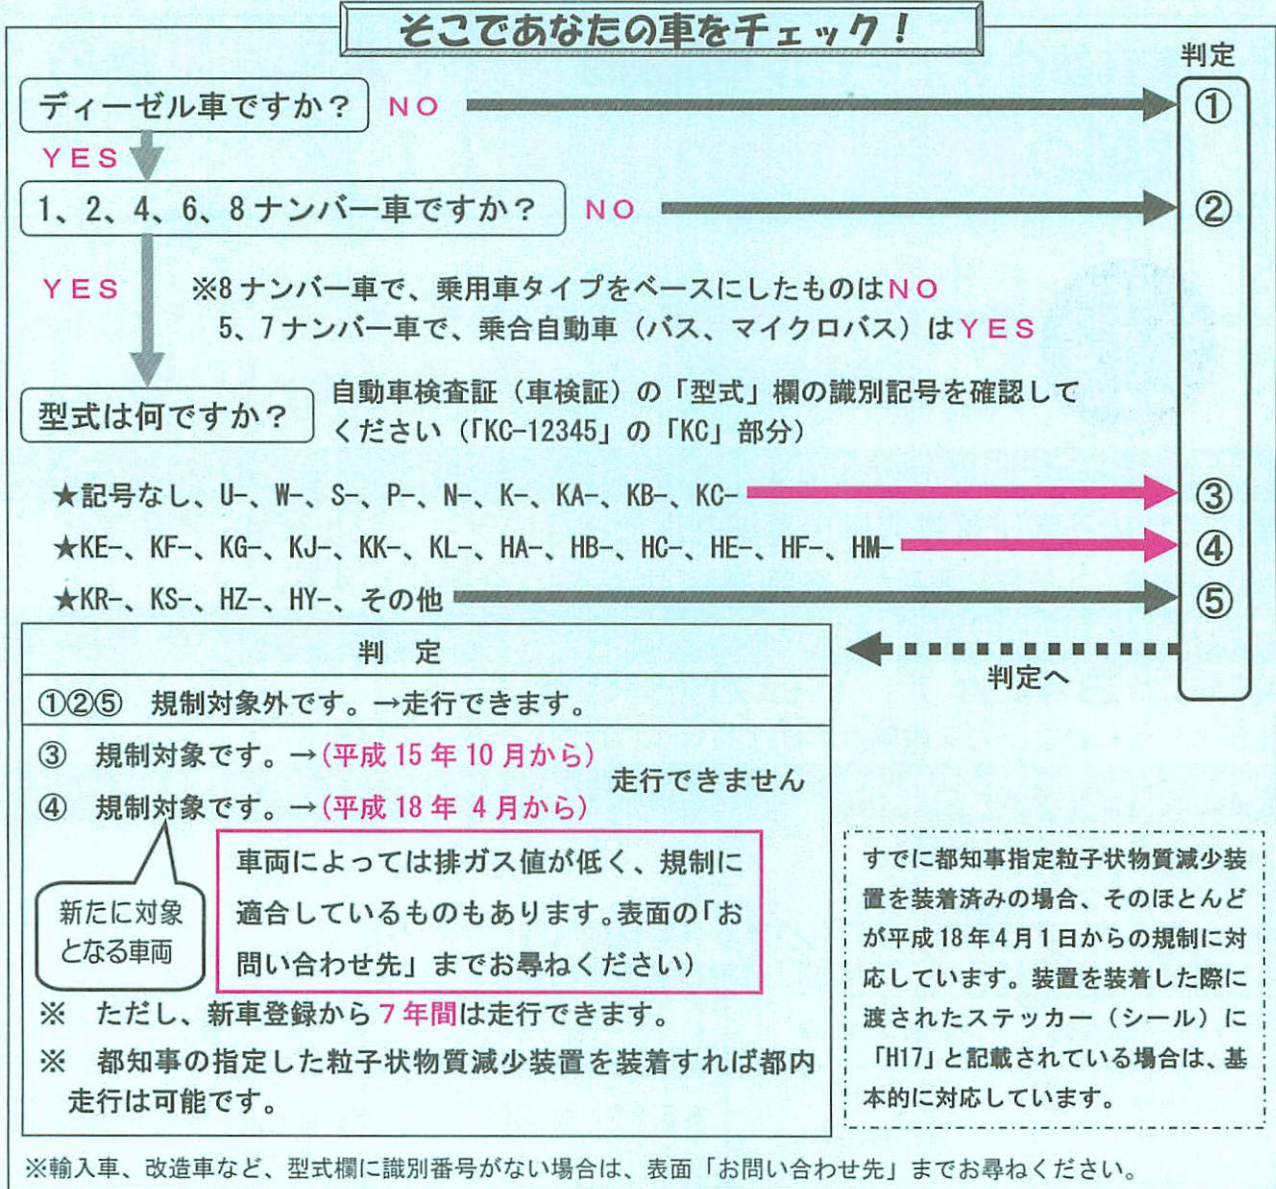 そこであなたの車をチェック！
判定
ディーゼル車ですか？ NO ①
YES
1、2、4、6、8ナンバー車ですか？ NO ②
YES
※8ナンバー車で、乗用車タイプをベースにしたものはNO
5、7ナンバー車で、乗合自動車（バス、マイクロバス）はYES
型式は何ですか？
自動車検査証（車検証）の「型式」欄の識別記号を確認して
ください（「KC-12345」の「KC」部分）
★記号なし、U-、W-、S-、P-、N-、K-、KA-、KB-、KC- ③
★KE-、KF-、KG-、KJ-、KK-、KL-、HA-、HB-、HC-、HE-、HF-、HM- ④
★KR-、KS-、HZ-、HY-、その他 ⑤
判定へ
判　定
①②⑤　規制対象外です。→走行できます。
③　規制対象です。→(平成15年10月から)
走行できません
④　規制対象です。→(平成18年 4月から)
新たに対象
となる車両
車両によっては排ガス値が低く、規制に
適合しているものもあります。表面の「お
問い合わせ先」までお尋ねください）
※　ただし、新車登録から７年間は走行できます。
※　都知事の指定した粒子状物質減少装置を装着すれば都内
走行は可能です。
すでに都知事指定粒子状物質減少装
置を装着済みの場合、そのほとんど
が平成18年4月1日からの規制に対
応しています。装置を装着した際に
渡されたステッカー（シール）に
「H17」と記載されている場合は、基
本的に対応しています。
※輸入車、改造車など、型式欄に識別番号がない場合は、表面「お問い合わせ先」までお尋ねください。